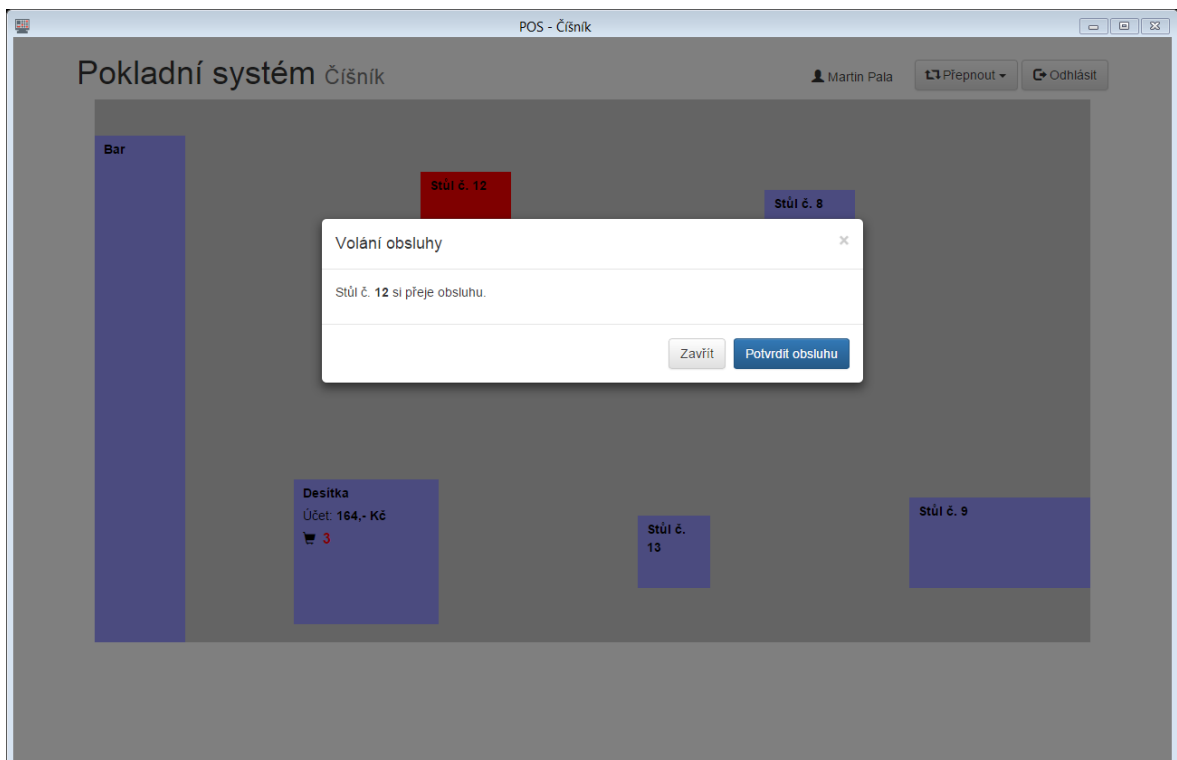 POS - Číšník
Pokladní systém Číšník
Martin Pala
Přepnout
Odhlásit
Bar
Stůl č. 12
Stůl č. 8
Volání obsluhy
×
Stůl č. 12 si přeje obsluhu.
Zavřít
Potvrdit obsluhu
Desítka
Účet: 164,- Kč
3
Stůl č.
13
Stůl č. 9